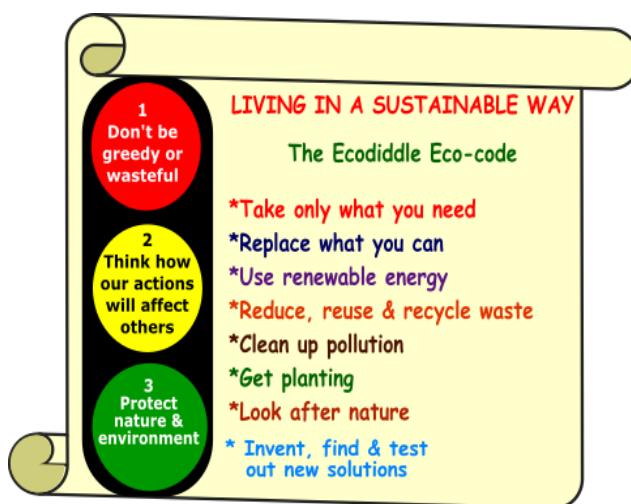 LIVING IN A SUSTAINABLE WAY
The Ecodiddle Eco-code
1
Don't be
greedy or
wasteful
2
Think how
our actions
will affect
others
3
Protect
nature &
environment
*Take only what you need
*Replace what you can
*Use renewable energy
*Reduce, reuse & recycle waste
*Clean up pollution
*Get planting
*Look after nature
* Invent, find & test
out new solutions